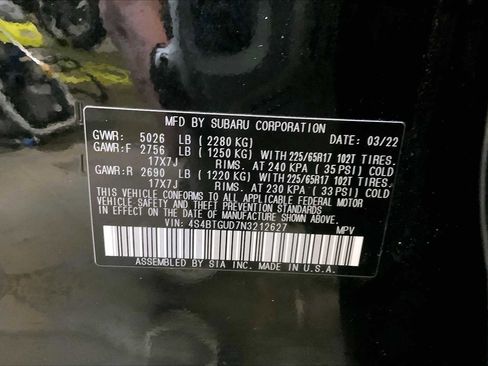 MFD BY SUBARU CORPORATION
GVWR: 5026 LB (2280 KG) DATE: 03/22
GAWR:F 2756 LB (1250 KG) WITH 225/65R17 102T TIRES.
17X7J RIMS. AT 240 KPA (35 PSI) COLD
GAWR:R 2690 LB (1220 KG) WITH 225/65R17 102T TIRES.
17X7J RIMS. AT 230 KPA (33 PSI) COLD
THIS VEHICLE CONFORMS TO ALL APPLICABLE FEDERAL MOTOR
VEHICLE SAFETY AND THEFT PREVENTION STANDARDS IN EFFECT
ON THE DATE OF MANUFACTURE SHOWN ABOVE.
VIN: 4S4BTGUD7N3212627 MPV
ASSEMBLED BY SIA INC. MADE IN U.S.A.